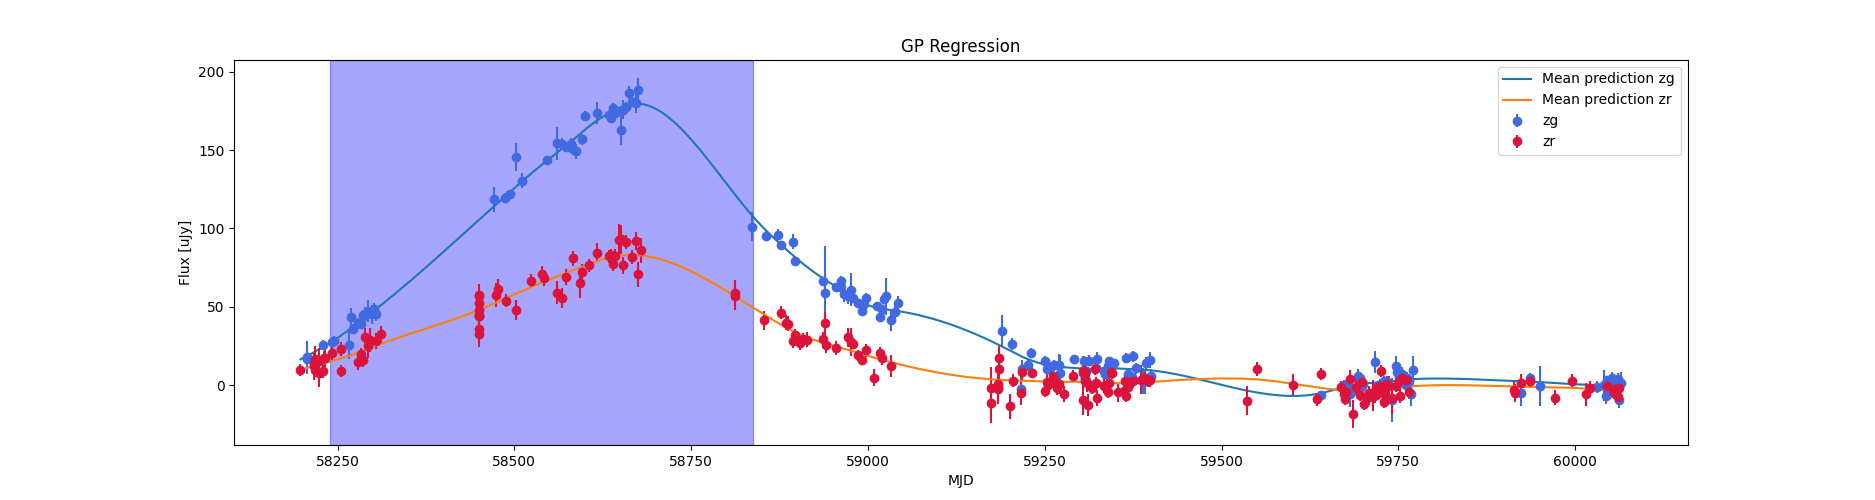 GP Regression
200
150
100
50
0
Flux [uJy]
58250
58500
58750
59000
59250
59500
59750
60000
MJD
Mean prediction zg
Mean prediction zr
zg
zr